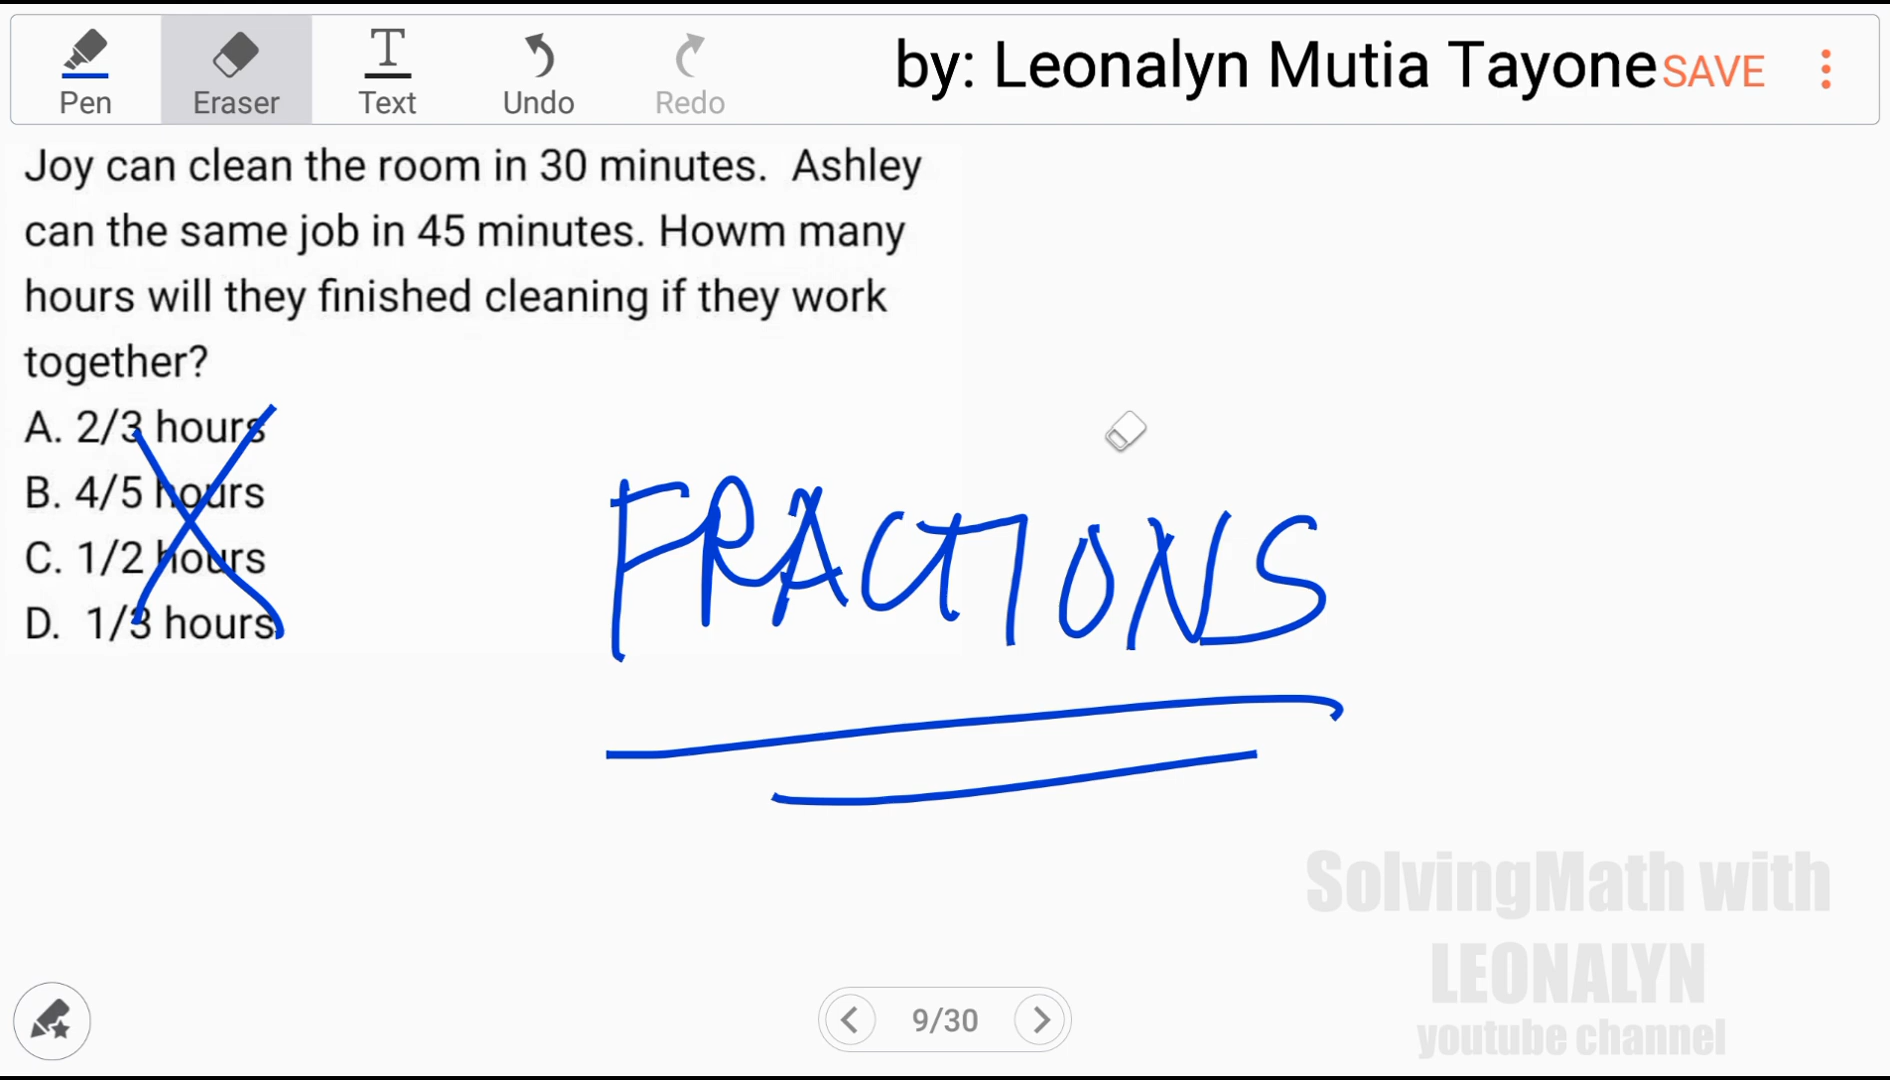 Pen
Eraser
Text
Undo
Redo
by: Leonalyn Mutia Tayone
SAVE
Joy can clean the room in 30 minutes.  Ashley
can the same job in 45 minutes. Howm many
hours will they finished cleaning if they work
together?
A. 2/3 hours
B. 4/5 hours
C. 1/2 hours
D.  1/3 hours
FRACTIONS
SolvingMath with
LEONALYN
youtube channel
9/30